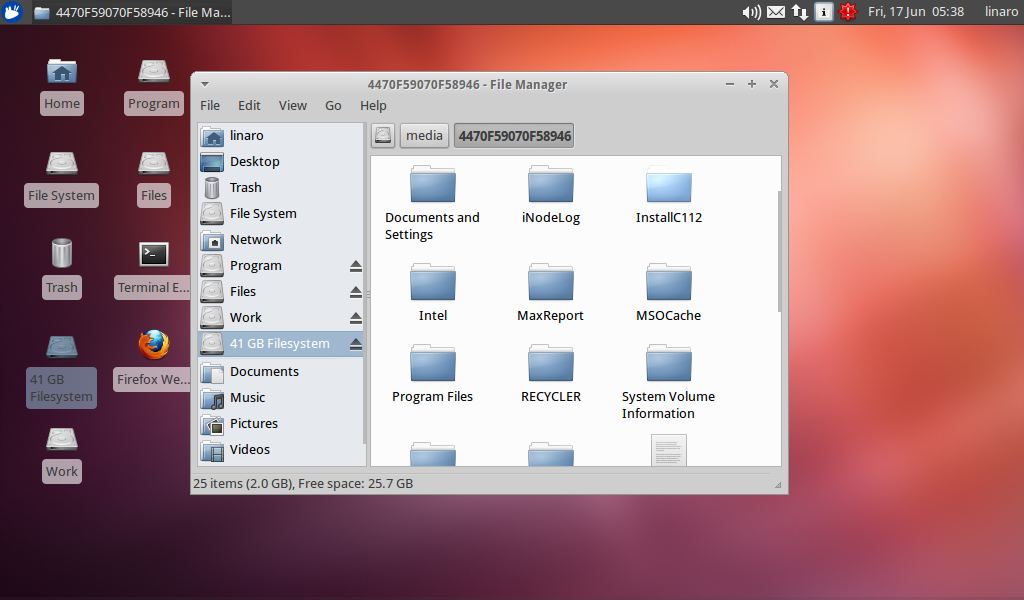 4470F59070F58946 - File Ma...
Fri, 17 Jun 05:38
linaro
Home
Program
File System
Files
Trash
Terminal E...
41 GB
Filesystem
Firefox We...
Work
4470F59070F58946 - File Manager
File Edit View Go Help
linaro
Desktop
Trash
File System
Network
Program
Files
Work
41 GB Filesystem
Documents
Music
Pictures
Videos
media
4470F59070F58946
Documents and
Settings
iNodeLog
InstallC112
Intel
MaxReport
MSOCache
Program Files
RECYCLER
System Volume
Information
25 items (2.0 GB), Free space: 25.7 GB